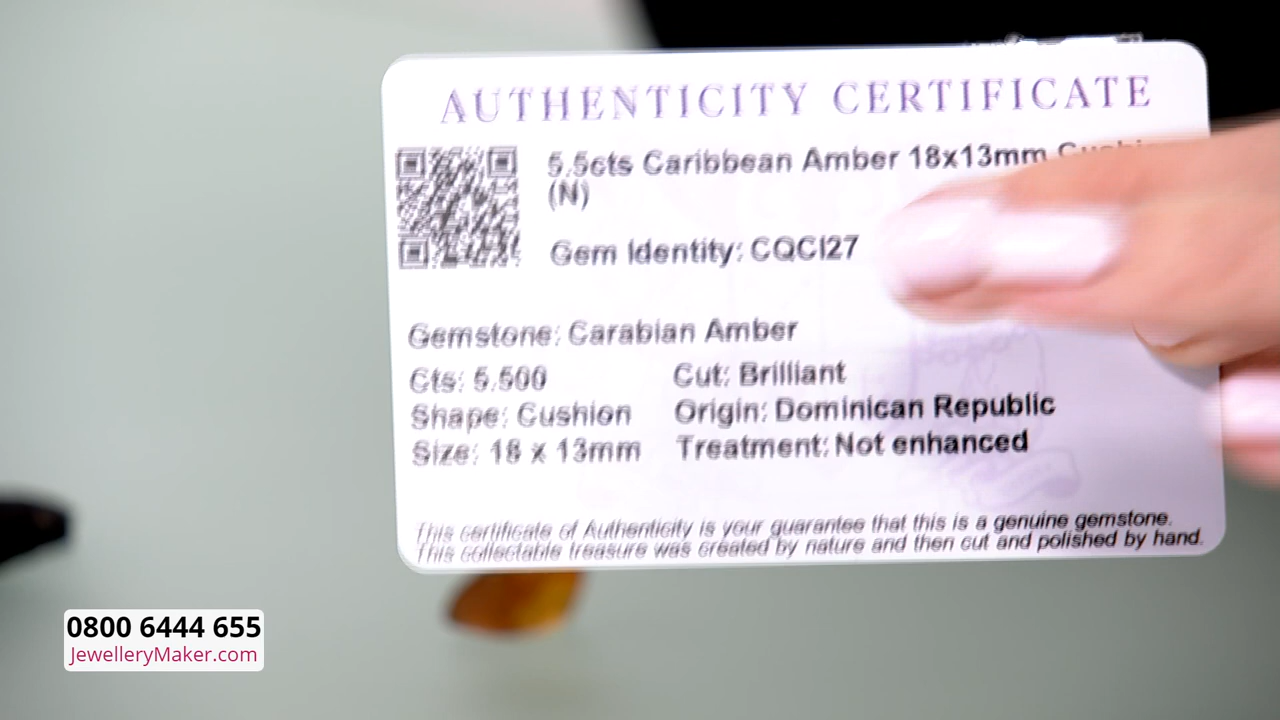 AUTHENTICITY CERTIFICATE
5.5cts Caribbean Amber 18x13mm
(N)
Gem Identity: CQCI27
Gemstone: Carabian Amber
Cts: 5.500 Cut: Brilliant
Shape: Cushion Origin: Dominican Republic
Size: 18 x 13mm Treatment: Not enhanced
This certificate of Authenticity is your guarantee that this is a genuine gemstone.
This collectable treasure was created by nature and then cut and polished by hand.
0800 6444 655
JewelleryMaker.com